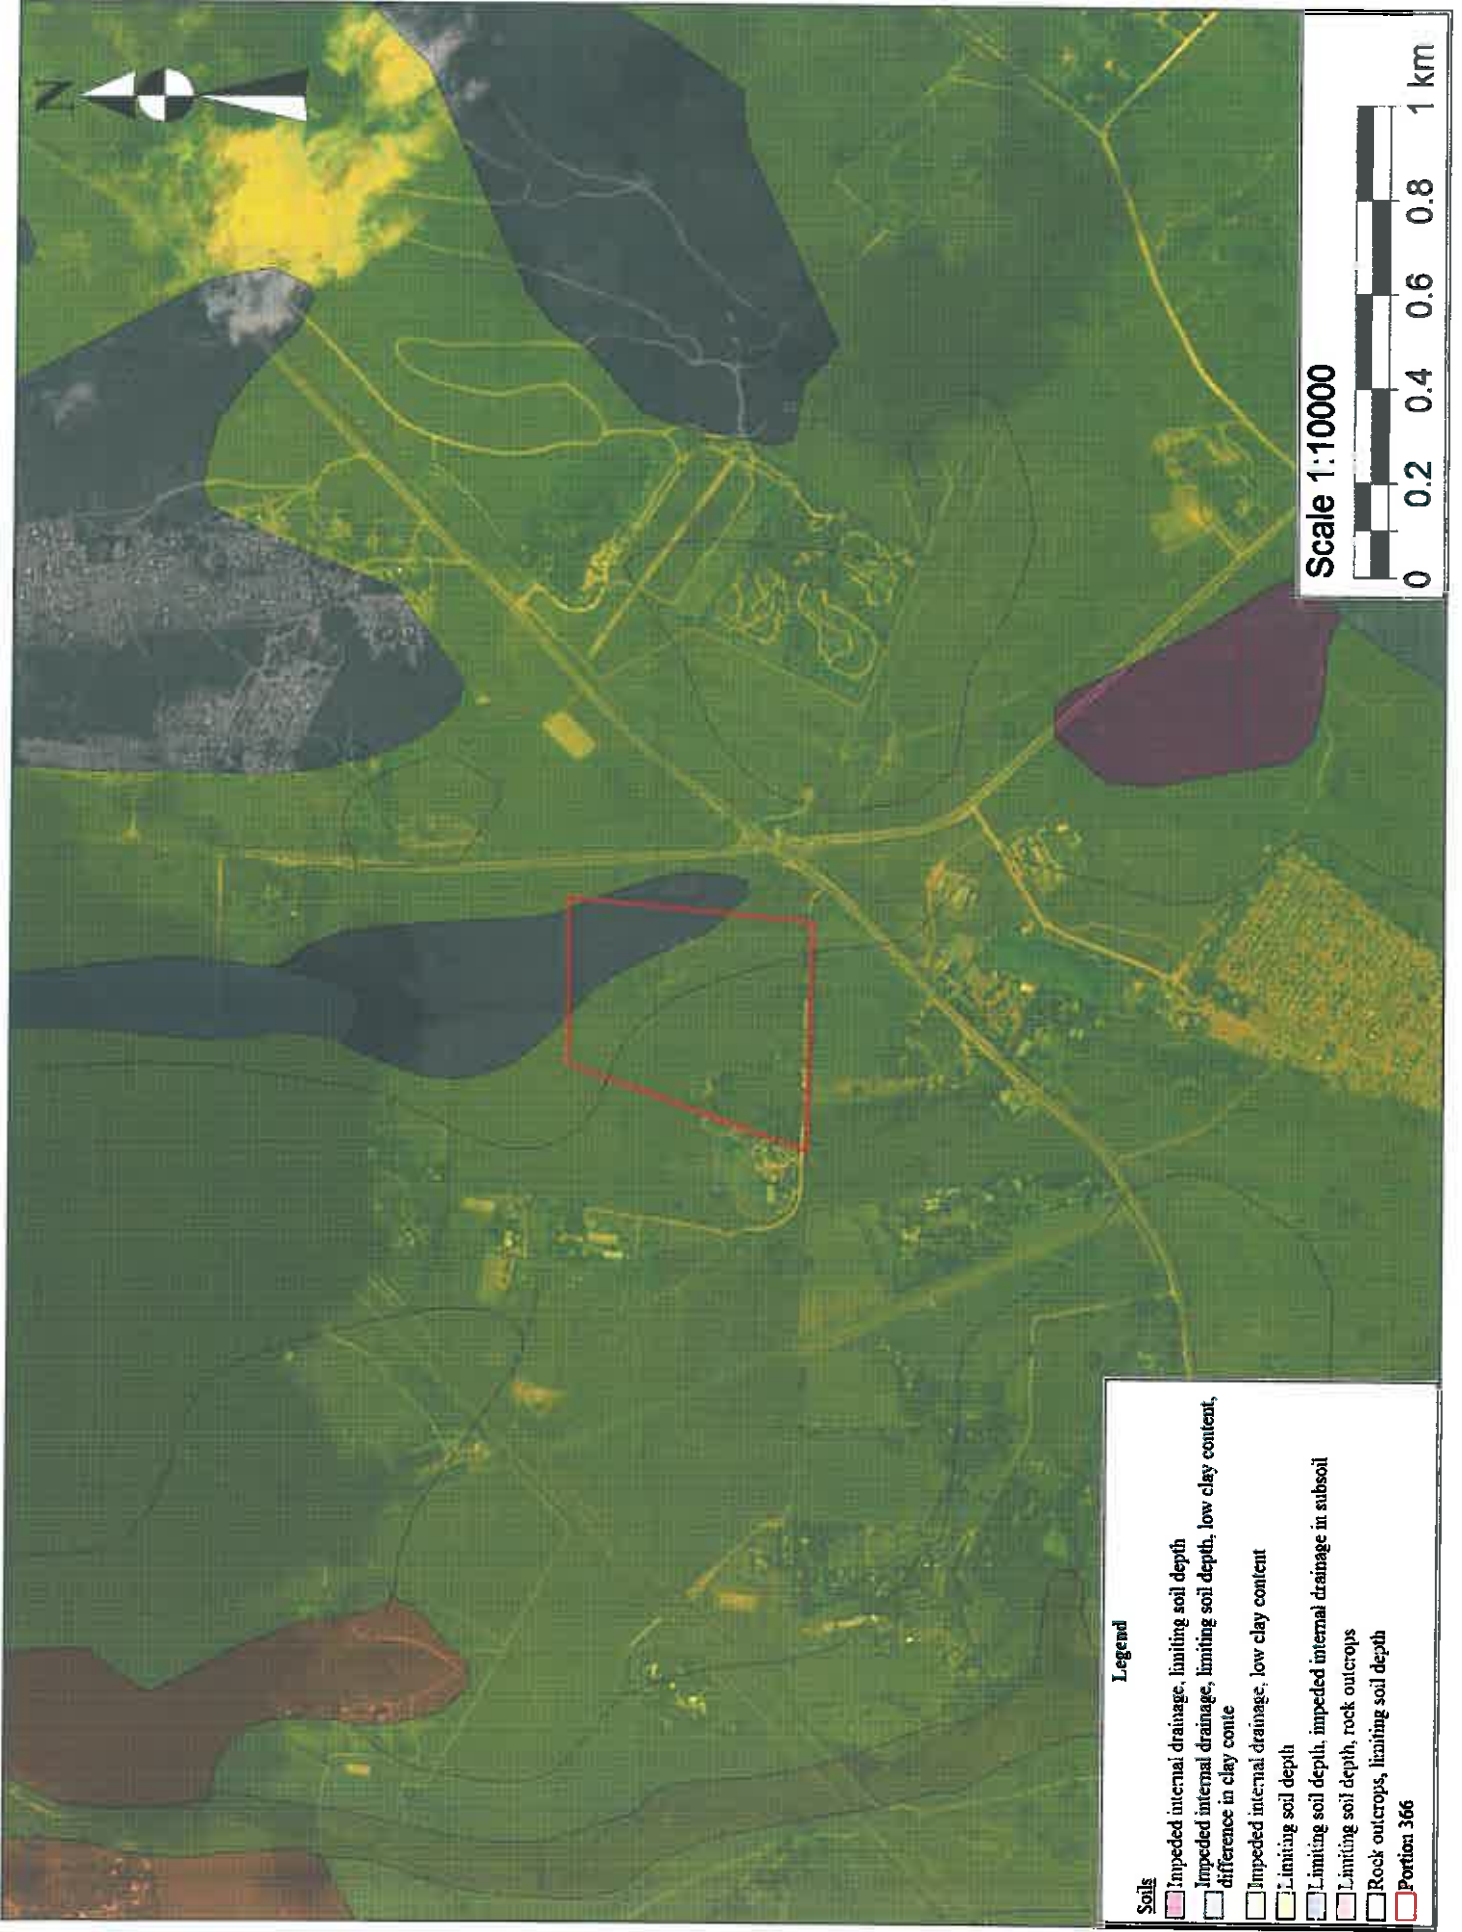 N
Legend
Soils
Impeded internal drainage, limiting soil depth
Impeded internal drainage, limiting soil depth, low clay content,
difference in clay conte
Impeded internal drainage, low clay content
Limiting soil depth
Limiting soil depth, impeded internal drainage in subsoil
Limiting soil depth, rock outcrops
Rock outcrops, limiting soil depth
Portion 366
Scale 1:10000
0 0.2 0.4 0.6 0.8 1 km